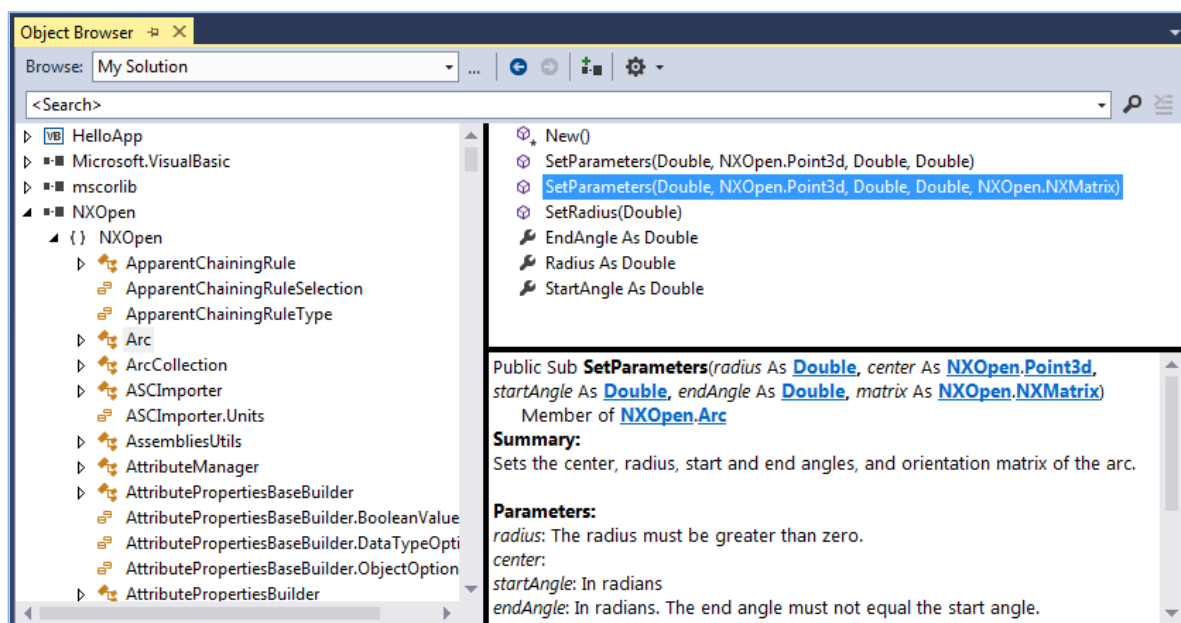 Object Browser
Browse: My Solution
...
<Search>
HelloApp
Microsoft.VisualBasic
mscorlib
NXOpen
{ } NXOpen
ApparentChainingRule
ApparentChainingRuleSelection
ApparentChainingRuleType
Arc
ArcCollection
ASCImporter
ASCImporter.Units
AssembliesUtils
AttributeManager
AttributePropertiesBaseBuilder
AttributePropertiesBaseBuilder.BooleanValue
AttributePropertiesBaseBuilder.DataTypeOpti
AttributePropertiesBaseBuilder.ObjectOption
AttributePropertiesBuilder
New()
SetParameters(Double, NXOpen.Point3d, Double, Double)
SetParameters(Double, NXOpen.Point3d, Double, Double, NXOpen.NXMatrix)
SetRadius(Double)
EndAngle As Double
Radius As Double
StartAngle As Double
Public Sub SetParameters(radius As Double, center As NXOpen.Point3d,
startAngle As Double, endAngle As Double, matrix As NXOpen.NXMatrix)
Member of NXOpen.Arc
Summary:
Sets the center, radius, start and end angles, and orientation matrix of the arc.
Parameters:
radius: The radius must be greater than zero.
center:
startAngle: In radians
endAngle: In radians. The end angle must not equal the start angle.